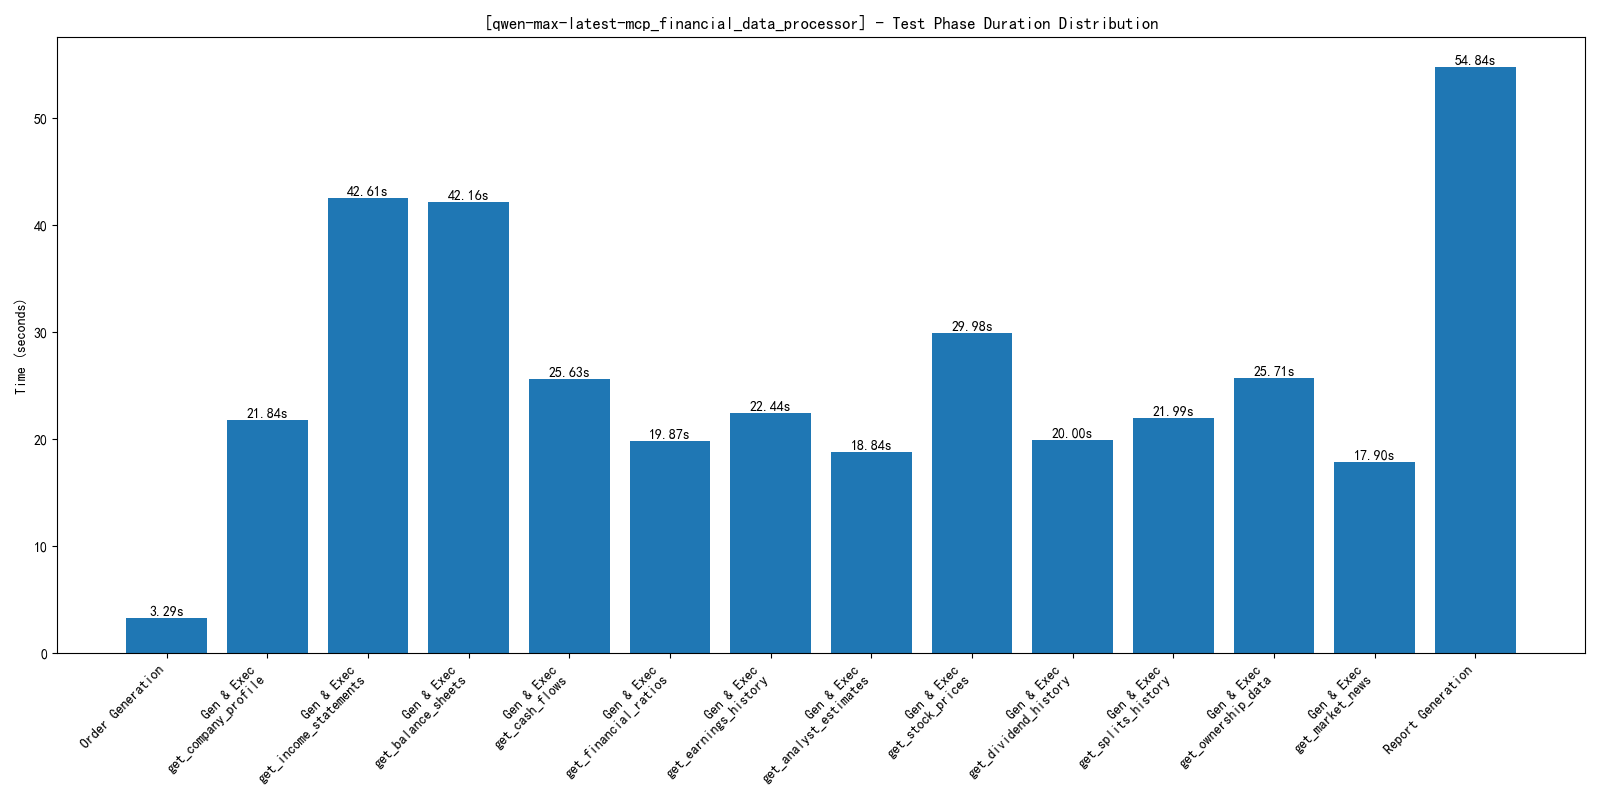 [qwen-max-latest-mcp_financial_data_processor] - Test Phase Duration Distribution
Time (seconds)
50
40
30
20
10
0
3.29s
21.84s
42.61s
42.16s
25.63s
19.87s
22.44s
18.84s
29.98s
20.00s
21.99s
25.71s
17.90s
54.84s
Order Generation
Gen & Exec
get_company_profile
Gen & Exec
get_income_statements
Gen & Exec
get_balance_sheets
Gen & Exec
get_cash_flows
Gen & Exec
get_financial_ratios
Gen & Exec
get_earnings_history
Gen & Exec
get_analyst_estimates
Gen & Exec
get_stock_prices
Gen & Exec
get_dividend_history
Gen & Exec
get_splits_history
Gen & Exec
get_ownership_data
Gen & Exec
get_market_news
Report Generation